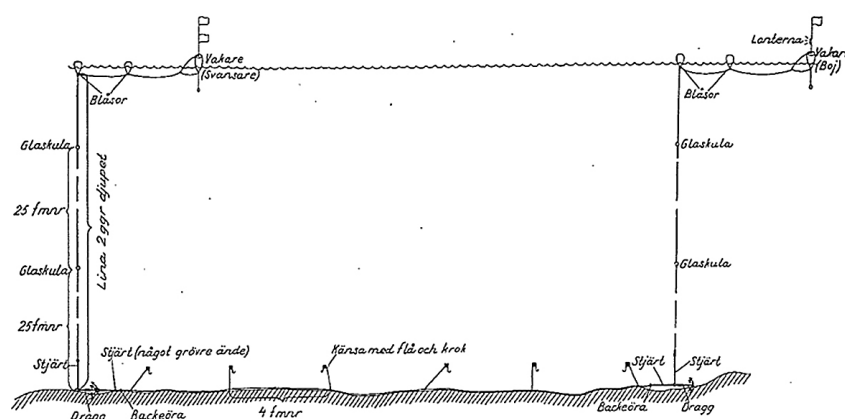 Lanterna
Vakare
(Svansare)
Vakare
(Boj)
Blåsor
Blåsor
Glaskula
Glaskula
25 fmnr
Lina 2 ggr djupet
Glaskula
Glaskula
25 fmnr
Stjärt (något grövre ände)
Känsa med flå och krok
Stjärt
Stjärt
Stjärt
Dragg
Backeöra
4 fmnr
Backeöra
Dragg